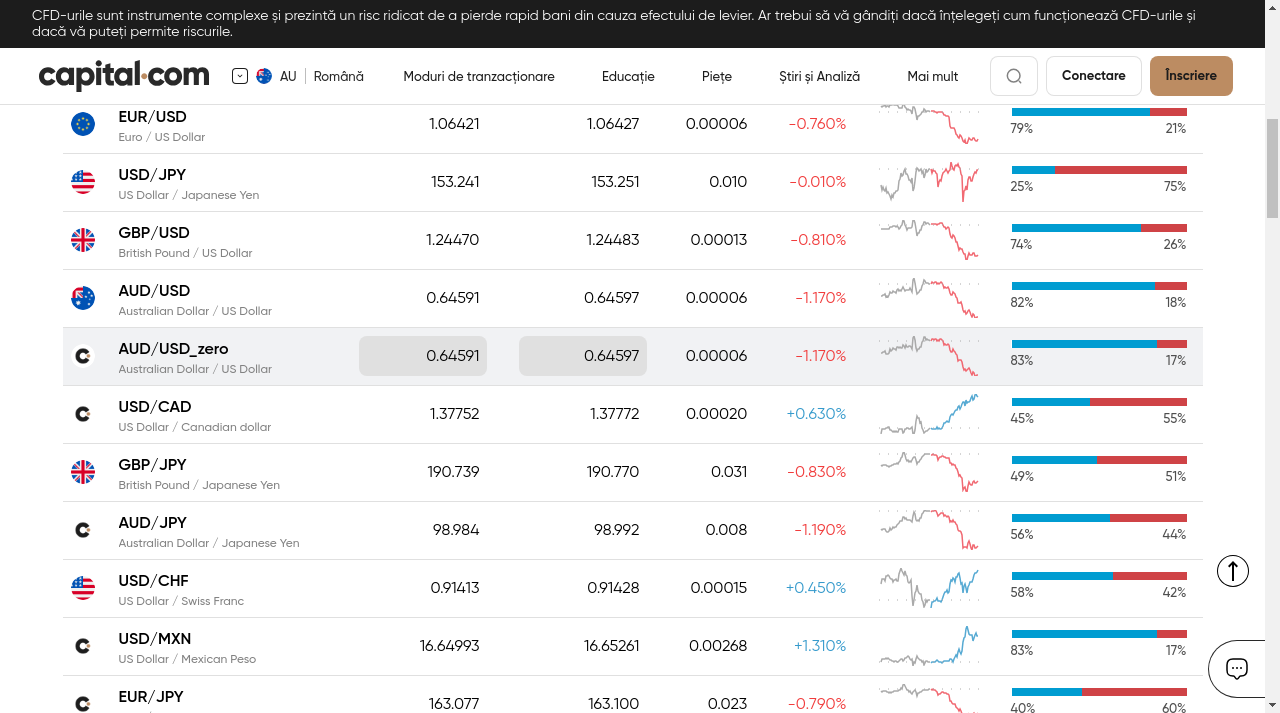 CFD-urile sunt instrumente complexe și prezintă un risc ridicat de a pierde rapid bani din cauza efectului de levier. Ar trebui să vă gândiți dacă înțelegeți cum funcționează CFD-urile și
dacă vă puteți permite riscurile.
capital.com AU Română Moduri de tranzacționare Educație Piețe Știri și Analiză Mai mult Conectare Înscriere
EUR/USD 1.06421 1.06427 0.00006 -0.760%
Euro / US Dollar 79% 21%
USD/JPY 153.241 153.251 0.010 -0.010%
US Dollar / Japanese Yen 25% 75%
GBP/USD 1.24470 1.24483 0.00013 -0.810%
British Pound / US Dollar 74% 26%
AUD/USD 0.64591 0.64597 0.00006 -1.170%
Australian Dollar / US Dollar 82% 18%
AUD/USD_zero 0.64591 0.64597 0.00006 -1.170%
Australian Dollar / US Dollar 83% 17%
USD/CAD 1.37752 1.37772 0.00020 +0.630%
US Dollar / Canadian dollar 45% 55%
GBP/JPY 190.739 190.770 0.031 -0.830%
British Pound / Japanese Yen 49% 51%
AUD/JPY 98.984 98.992 0.008 -1.190%
Australian Dollar / Japanese Yen 56% 44%
USD/CHF 0.91413 0.91428 0.00015 +0.450%
US Dollar / Swiss Franc 58% 42%
USD/MXN 16.64993 16.65261 0.00268 +1.310%
US Dollar / Mexican Peso 83% 17%
EUR/JPY 163.077 163.100 0.023 -0.790%
40% 60%